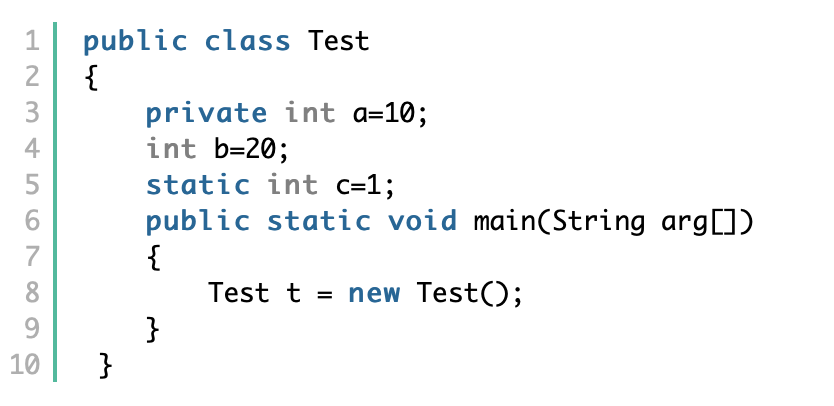 1 public class Test
2 {
3     private int a=10;
4     int b=20;
5     static int c=1;
6     public static void main(String arg[])
7     {
8         Test t = new Test();
9     }
10 }